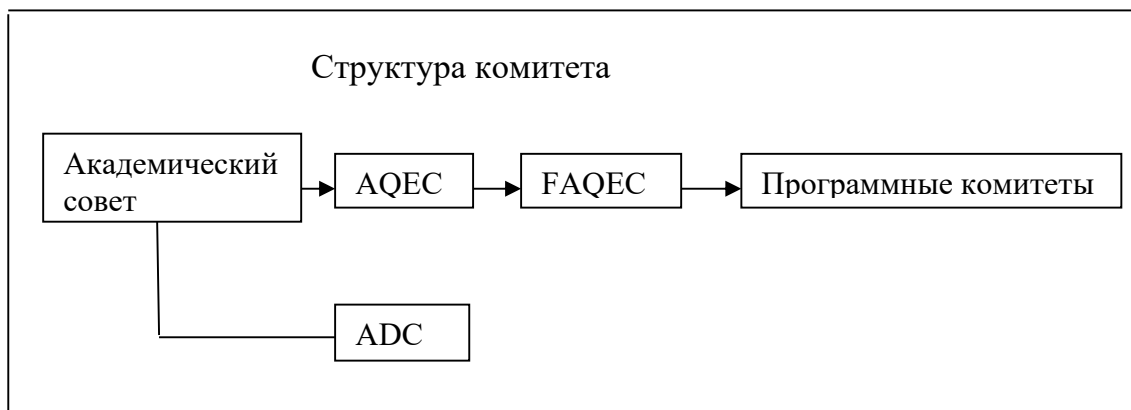 Структура комитета
Академический
совет
AQEC
FAQEC
Программные комитеты
ADC